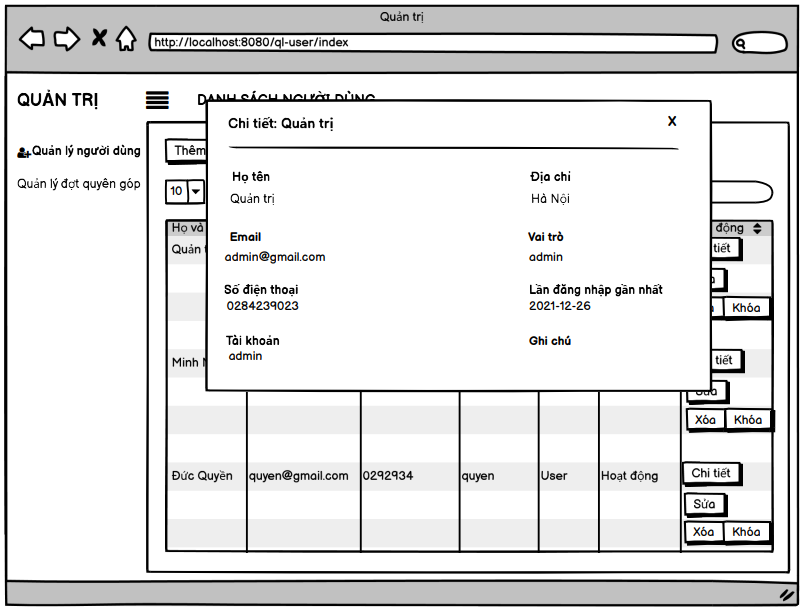 Quản trị
http://localhost:8080/ql-user/index
QUẢN TRỊ
DANH SÁCH NGƯỜI DÙNG
Quản lý người dùng
Quản lý đợt quyên góp
Thêm
10
Họ và
động
Quản
tiết
Khóa
Minh
tiết
Sửa
Xóa Khóa
Đức Quyền quyen@gmail.com 0292934 quyen User Hoạt động Chi tiết
Sửa
Xóa Khóa
Chi tiết: Quản trị X
Họ tên Địa chỉ
Quản trị Hà Nội
Email Vai trò
admin@gmail.com admin
Số điện thoại Lần đăng nhập gần nhất
0284239023 2021-12-26
Tài khoản Ghi chú
admin